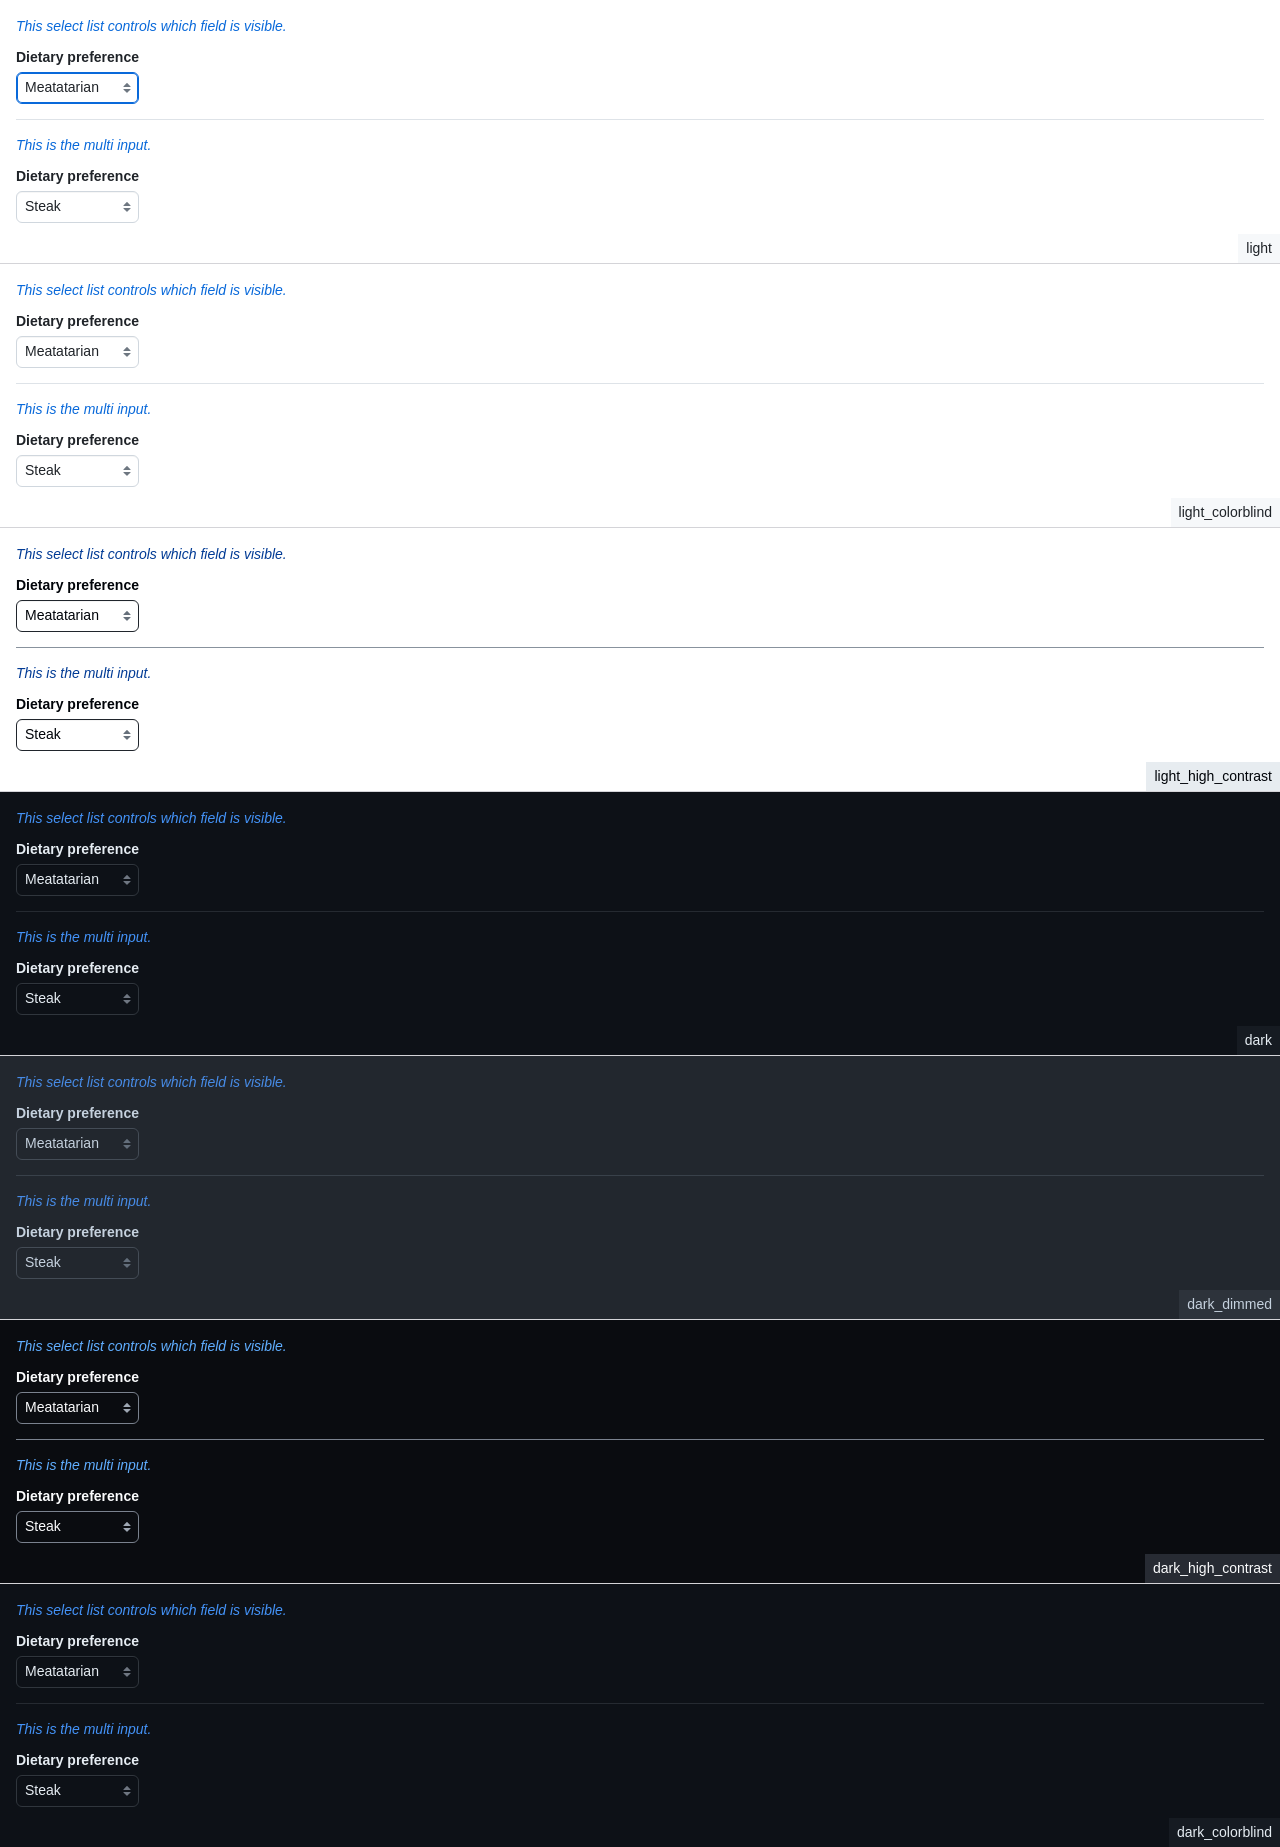 This select list controls which field is visible.
Dietary preference
Meatatarian
This is the multi input.
Dietary preference
Steak
light
This select list controls which field is visible.
Dietary preference
Meatatarian
This is the multi input.
Dietary preference
Steak
light_colorblind
This select list controls which field is visible.
Dietary preference
Meatatarian
This is the multi input.
Dietary preference
Steak
light_high_contrast
This select list controls which field is visible.
Dietary preference
Meatatarian
This is the multi input.
Dietary preference
Steak
dark
This select list controls which field is visible.
Dietary preference
Meatatarian
This is the multi input.
Dietary preference
Steak
dark_dimmed
This select list controls which field is visible.
Dietary preference
Meatatarian
This is the multi input.
Dietary preference
Steak
dark_high_contrast
This select list controls which field is visible.
Dietary preference
Meatatarian
This is the multi input.
Dietary preference
Steak
dark_colorblind